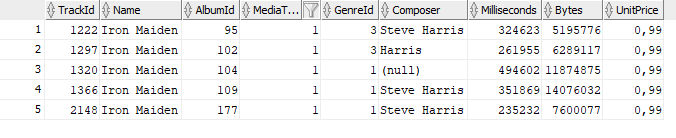 TrackId Name AlbumId MediaT... GenreId Composer Milliseconds Bytes UnitPrice
1 1222 Iron Maiden 95 1 3 Steve Harris 324623 5195776 0,99
2 1297 Iron Maiden 102 1 3 Harris 261955 6289117 0,99
3 1320 Iron Maiden 104 1 1 (null) 494602 11874875 0,99
4 1366 Iron Maiden 109 1 1 Steve Harris 351869 14076032 0,99
5 2148 Iron Maiden 177 1 1 Steve Harris 235232 7600077 0,99